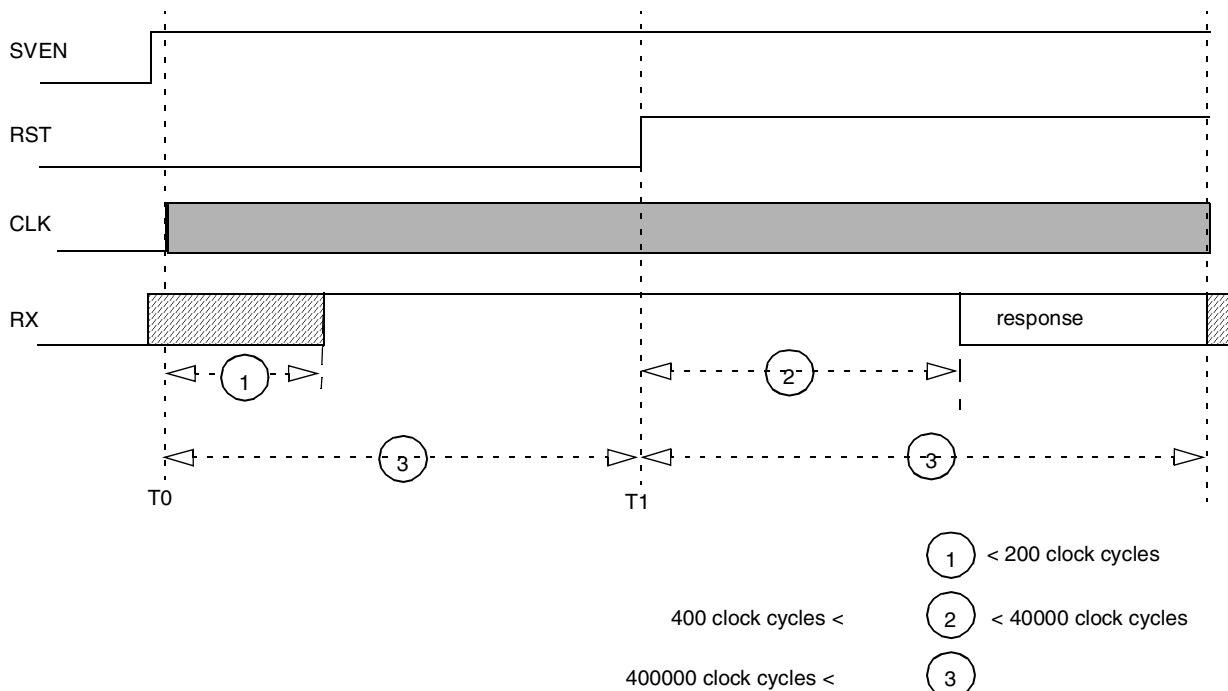 SVEN
RST
CLK
RX
response
1
2
3
3
T0
T1
1 < 200 clock cycles
400 clock cycles < 2 < 40000 clock cycles
400000 clock cycles < 3